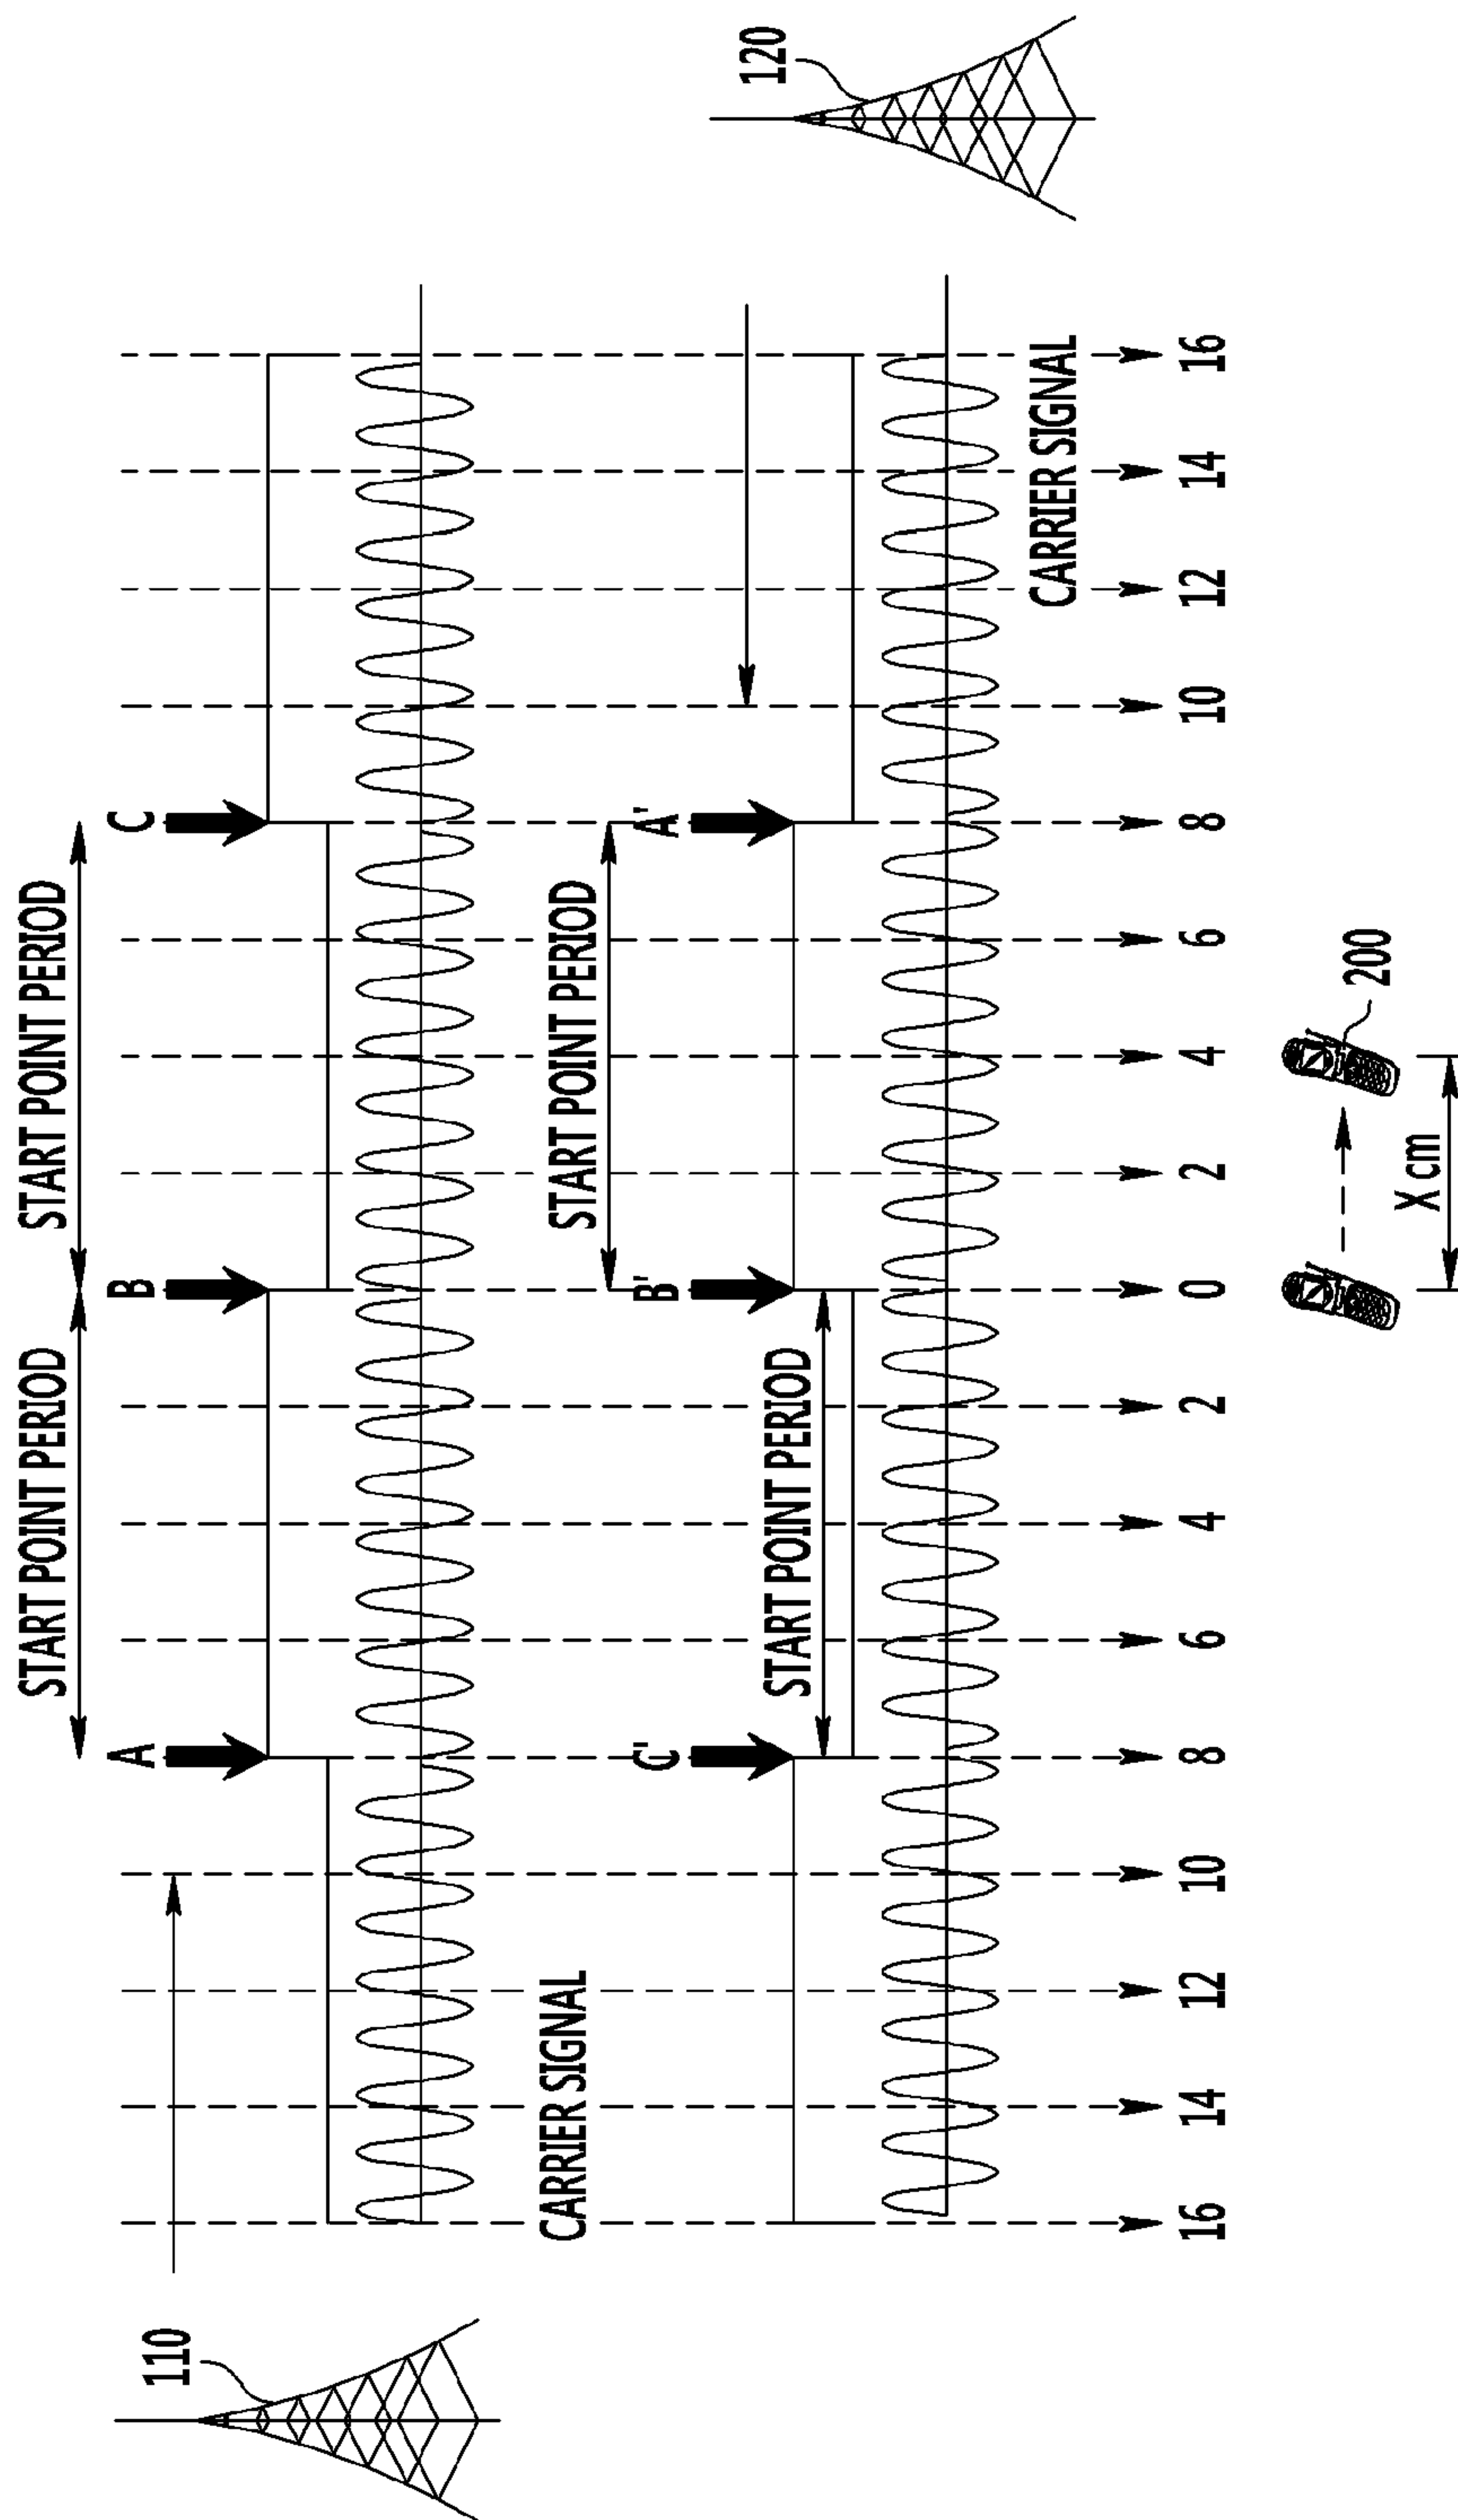 START POINT PERIOD
START POINT PERIOD
A
B
C
110
CARRIER SIGNAL
START POINT PERIOD
C'
B'
A'
START POINT PERIOD
120
CARRIER SIGNAL
16
14
12
10
8
6
4
2
0
2
4
6
8
10
12
14
16
200
X cm